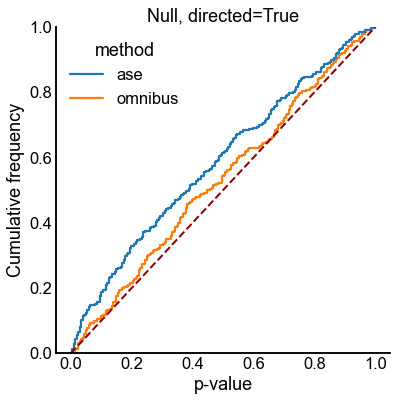 Null, directed=True
method
ase
omnibus
Cumulative frequency
1.0
0.8
0.6
0.4
0.2
0.0
0.0 0.2 0.4 0.6 0.8 1.0
p-value